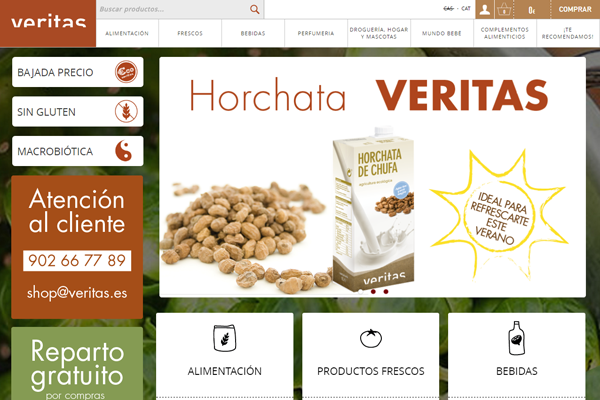 veritas
Buscar productos...
CAS - CAT
0
0€
COMPRAR
ALIMENTACIÓN
FRESCOS
BEBIDAS
PERFUMERIA
DROGUERÍA, HOGAR
Y MASCOTAS
MUNDO BEBÉ
COMPLEMENTOS
ALIMENTICIOS
¡TE
RECOMENDAMOS!
BAJADA PRECIO
SIN GLUTEN
MACROBIÓTICA
Atención
al cliente
902 66 77 89
shop@veritas.es
Reparto
gratuito
por compras
Horchata VERITAS
HORCHATA
DE CHUFA
veritas
IDEAL PARA
REFRESCARTE
ESTE
VERANO
ALIMENTACIÓN
PRODUCTOS FRESCOS
BEBIDAS